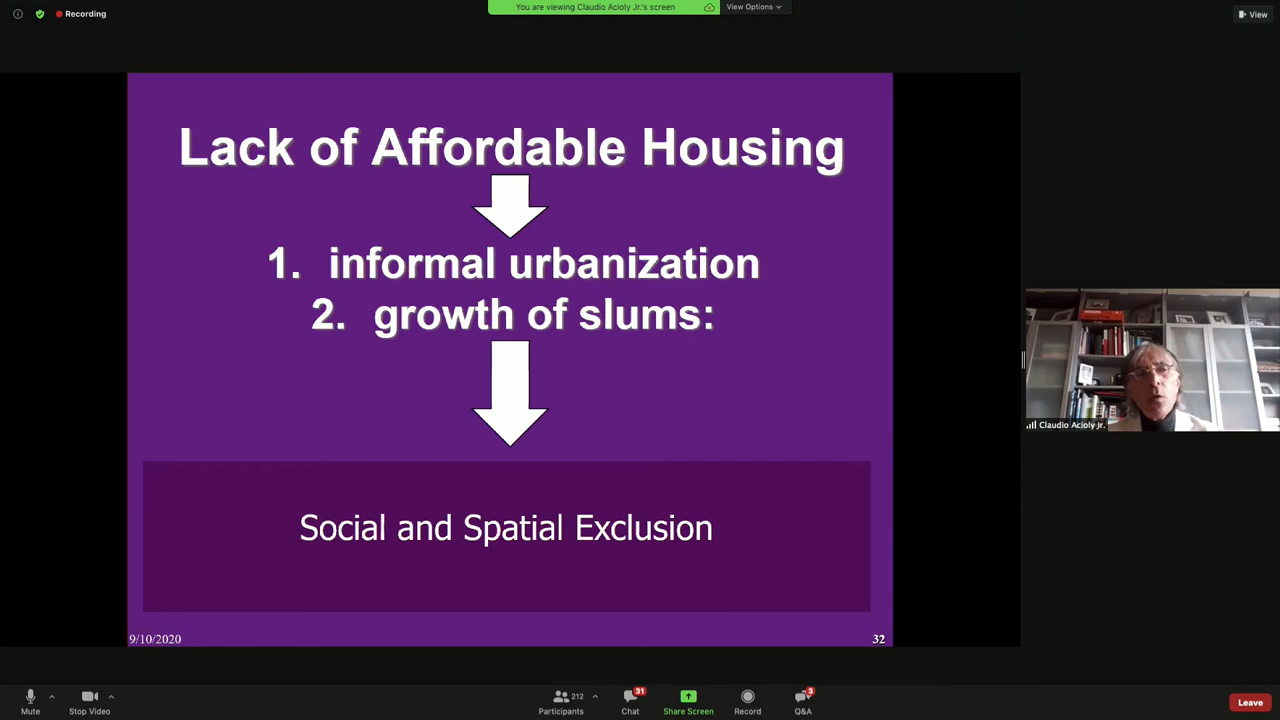 Recording
You are viewing Claudio Acioly Jr.'s screen
View Options
View
Lack of Affordable Housing
1. informal urbanization
2. growth of slums:
Social and Spatial Exclusion
9/10/2020
32
Claudio Acioly Jr.
Mute
Stop Video
212
Participants
31
Chat
Share Screen
Record
3
Q&A
Leave